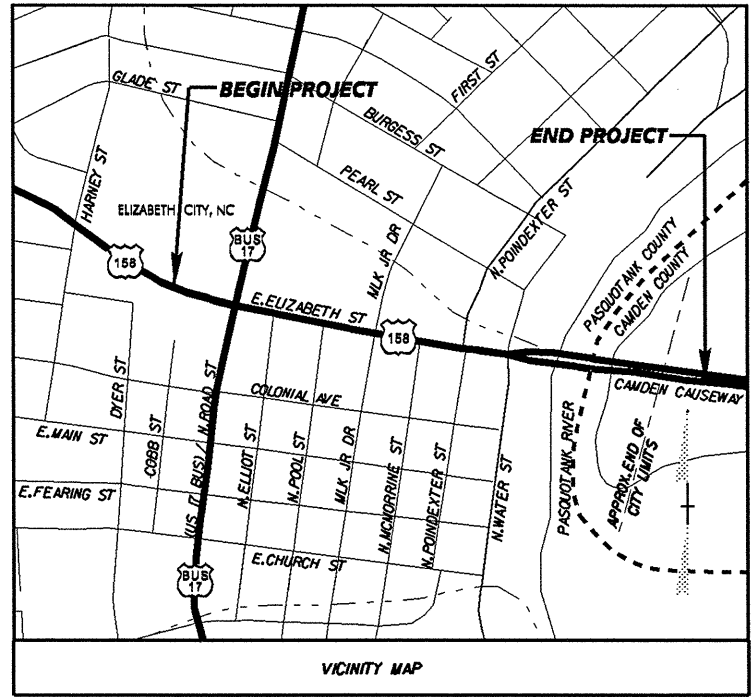 FIRST ST
GLADE ST
BEGIN PROJECT
BURGESS ST
END PROJECT
HARNEY ST
PEARL ST
ELIZABETH CITY, NC
N.POINDEXTER ST
MLK JR DR
BUS
17
158
PASQUOTANK COUNTY
CAMDEN COUNTY
E.ELIZABETH ST
158
CAMDEN CAUSEWAY
DYER ST
COBB ST
(US 17 BUS) / N.ROAD ST
COLONIAL AVE
E.MAIN ST
N.ELLIOT ST
N.POOL ST
MLK JR DR
N.MCMORRINE ST
N.POINDEXTER ST
N.WATER ST
PASQUOTANK RIVER
APPROX. END OF
CITY LIMITS
E.FEARING ST
E.CHURCH ST
BUS
17
VICINITY MAP